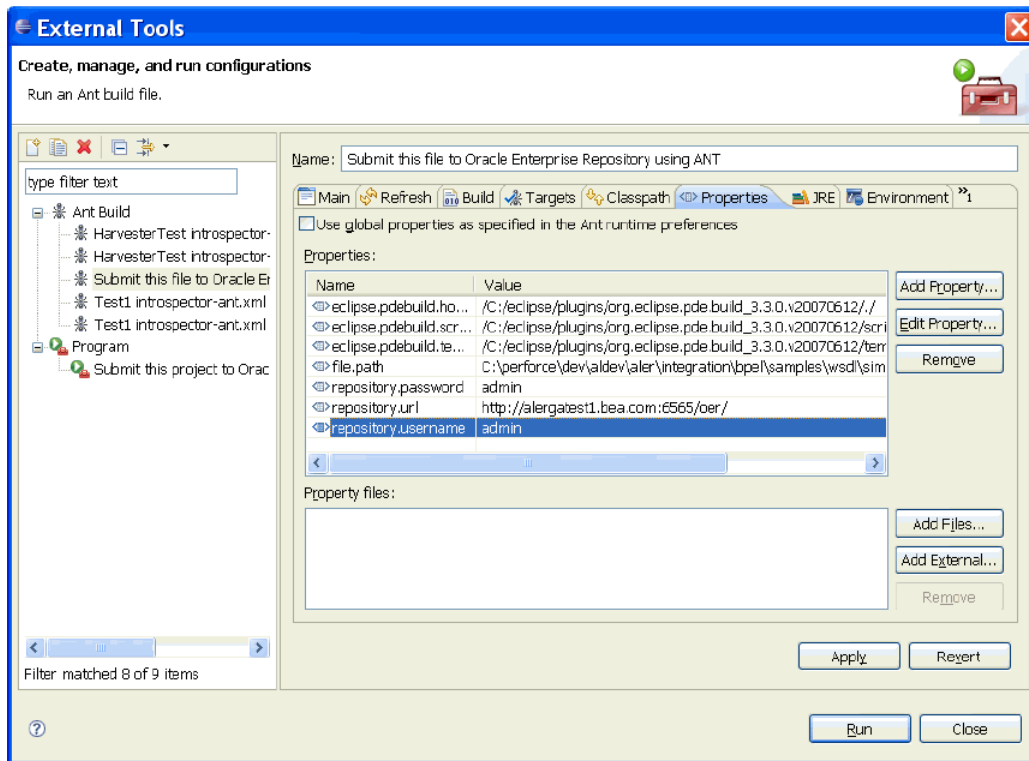 External Tools
Create, manage, and run configurations
Run an Ant build file.
type filter text
Ant Build
HarvesterTest introspector-
HarvesterTest introspector-
Submit this file to Oracle Er
Test1 introspector-ant.xml
Test1 introspector-ant.xml
Program
Submit this project to Orac
Filter matched 8 of 9 items
Name: Submit this file to Oracle Enterprise Repository using ANT
Main Refresh Build Targets Classpath Properties JRE Environment »1
Use global properties as specified in the Ant runtime preferences
Properties:
Name Value
eclipse.pdebuild.ho... /C:/eclipse/plugins/org.eclipse.pde.build_3.3.0.v20070612/./
eclipse.pdebuild.scr... /C:/eclipse/plugins/org.eclipse.pde.build_3.3.0.v20070612/scri
eclipse.pdebuild.te... /C:/eclipse/plugins/org.eclipse.pde.build_3.3.0.v20070612/tem
file.path C:\perforce\dev\aldev\aler\integration\bpel\samples\wsdl\sim
repository.password admin
repository.url http://alergatest1.bea.com:6565/oer/
repository.username admin
Add Property...
Edit Property...
Remove
Property files:
Add Files...
Add External...
Remove
Apply Revert
Run Close